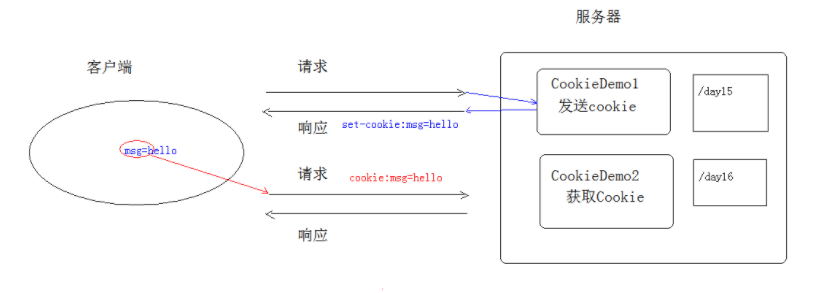 服务器
客户端
请求
CookieDemo1
发送cookie
/day15
响应
set-cookie:msg=hello
msg=hello
请求
cookie:msg=hello
CookieDemo2
获取Cookie
/day16
响应